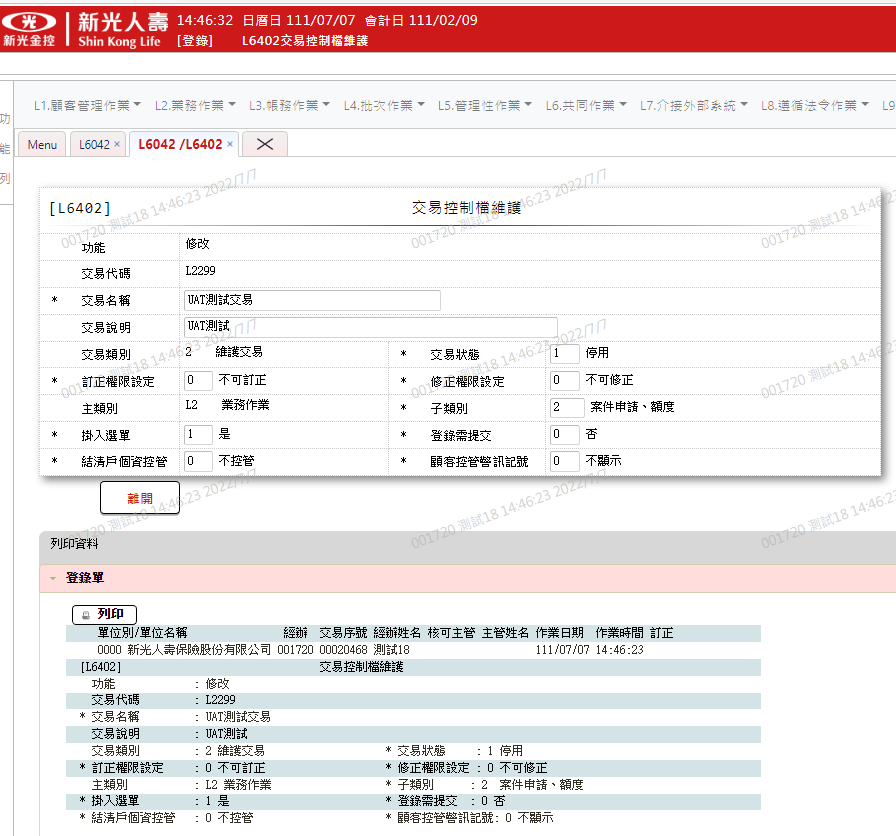 新光金控
新光人壽
Shin Kong Life
14:46:32 日曆日 111/07/07 會計日 111/02/09
[登錄] L6402交易控制檔維護
功
能
列
L1.顧客管理作業 L2.業務作業 L3.帳務作業 L4.批次作業 L5.管理性作業 L6.共同作業 L7.介接外部系統 L8.遵循法令作業 L9
Menu L6042 × L6042 /L6402 ×
[L6402] 交易控制檔維護
功能 修改
交易代碼 L2299
* 交易名稱 UAT測試交易
交易說明 UAT測試
交易類別 2 維護交易 * 交易狀態 1 停用
* 訂正權限設定 0 不可訂正 * 修正權限設定 0 不可修正
主類別 L2 業務作業 * 子類別 2 案件申請、額度
* 掛入選單 1 是 * 登錄需提交 0 否
* 結清戶個資控管 0 不控管 * 顧客控管警訊記號 0 不顯示
離開
001720 測試18 14:46:23 2022/7/7
列印資料
登錄單
列印
單位別/單位名稱 經辦 交易序號 經辦姓名 核可主管 主管姓名 作業日期 作業時間 訂正
0000 新光人壽保險股份有限公司 001720 00020468 測試18 111/07/07 14:46:23
[L6402] 交易控制檔維護
功能 : 修改
交易代碼 : L2299
* 交易名稱 : UAT測試交易
交易說明 : UAT測試
交易類別 : 2 維護交易 * 交易狀態 : 1 停用
* 訂正權限設定 : 0 不可訂正 * 修正權限設定 : 0 不可修正
主類別 : L2 業務作業 * 子類別 : 2 案件申請、額度
* 掛入選單 : 1 是 * 登錄需提交 : 0 否
* 結清戶個資控管 : 0 不控管 * 顧客控管警訊記號: 0 不顯示